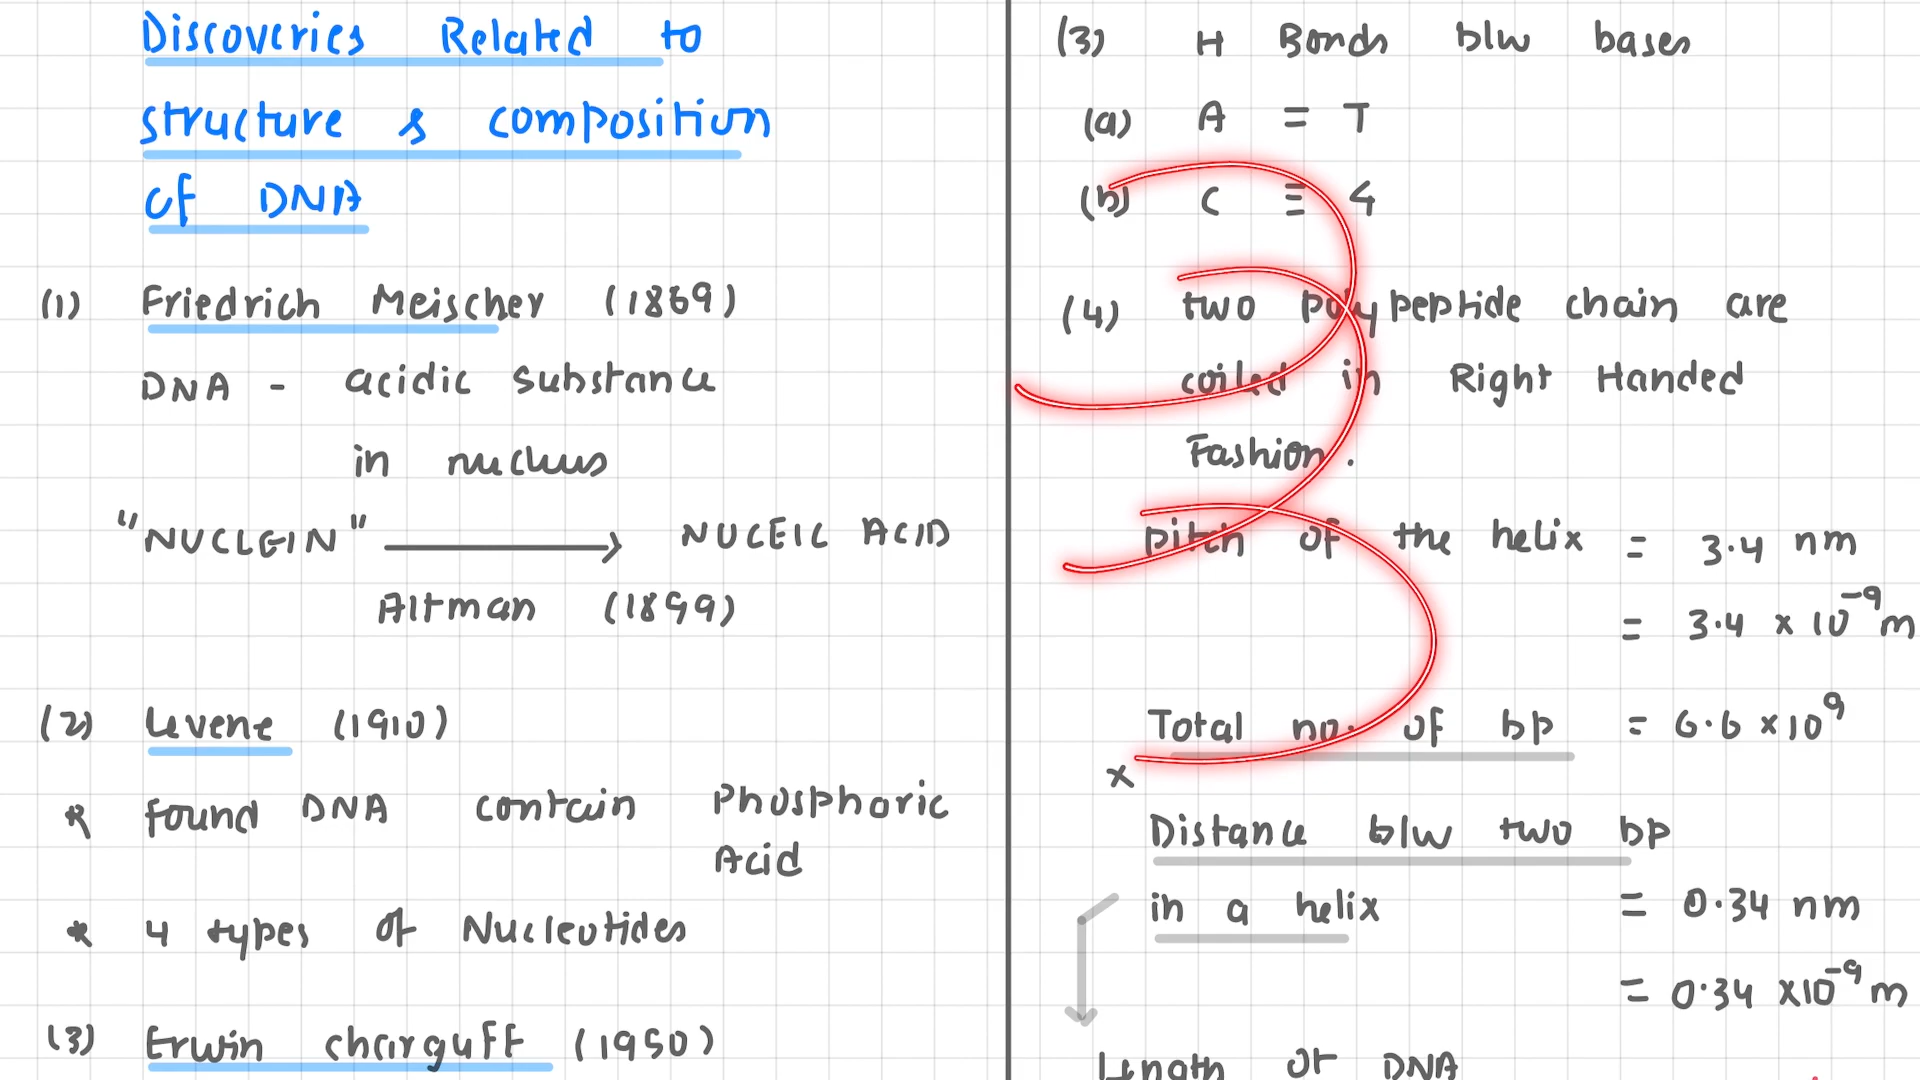 Discoveries Related to
structure & composition
of DNA
(1) Friedrich Meischer (1869)
DNA - acidic substance
in nucleus
"NUCLEIN" → NUCEIC ACID
Altman (1899)
(2) Levene (1910)
* found DNA contain Phosphoric
Acid
* 4 types of Nucleotides
(3) Erwin charguff (1950)
(3) H Bonds b/w bases
(a) A = T
(b) C ≡ G
(4) two polypeptide chain are
coiled in Right Handed
Fashion.
pitch of the helix = 3.4 nm
= 3.4 x 10⁻⁹ m
Total no. of bp = 6.6 x 10⁹
x
Distance b/w two bp
in a helix = 0.34 nm
= 0.34 x 10⁻⁹ m
Length of DNA